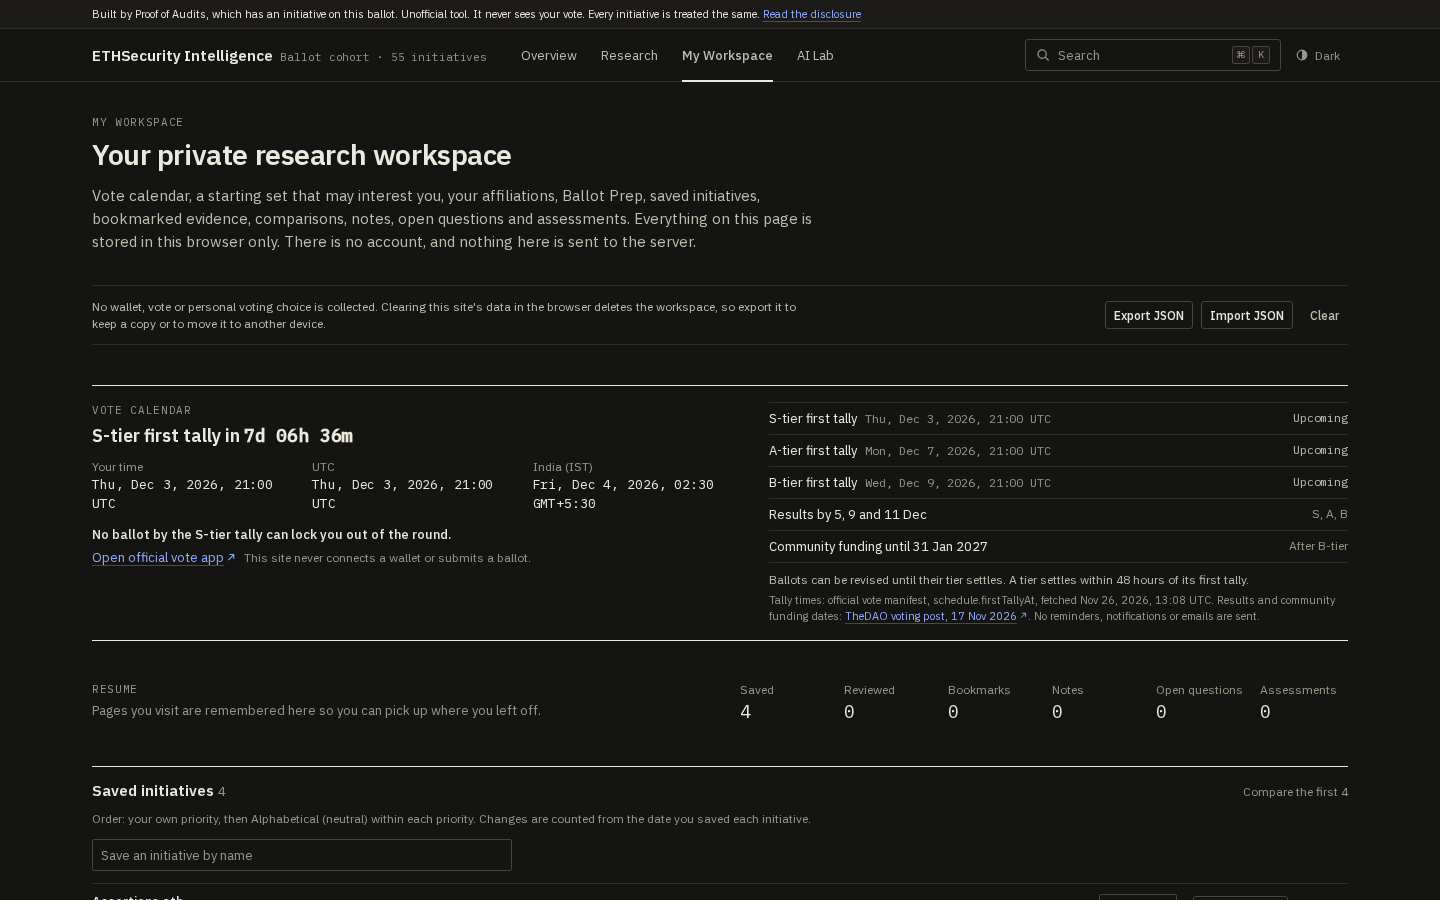 Built by Proof of Audits, which has an initiative on this ballot. Unofficial tool. It never sees your vote. Every initiative is treated the same. Read the disclosure
ETHSecurity Intelligence Ballot cohort · 55 initiatives Overview Research My Workspace AI Lab Search ⌘ K Dark
MY WORKSPACE
Your private research workspace
Vote calendar, a starting set that may interest you, your affiliations, Ballot Prep, saved initiatives,
bookmarked evidence, comparisons, notes, open questions and assessments. Everything on this page is
stored in this browser only. There is no account, and nothing here is sent to the server.
No wallet, vote or personal voting choice is collected. Clearing this site's data in the browser deletes the workspace, so export it to
keep a copy or to move it to another device.
Export JSON Import JSON Clear
VOTE CALENDAR
S-tier first tally in 7d 06h 36m
Your time UTC India (IST)
Thu, Dec 3, 2026, 21:00 Thu, Dec 3, 2026, 21:00 Fri, Dec 4, 2026, 02:30
UTC UTC GMT+5:30
No ballot by the S-tier tally can lock you out of the round.
Open official vote app ↗ This site never connects a wallet or submits a ballot.
S-tier first tally Thu, Dec 3, 2026, 21:00 UTC Upcoming
A-tier first tally Mon, Dec 7, 2026, 21:00 UTC Upcoming
B-tier first tally Wed, Dec 9, 2026, 21:00 UTC Upcoming
Results by 5, 9 and 11 Dec S, A, B
Community funding until 31 Jan 2027 After B-tier
Ballots can be revised until their tier settles. A tier settles within 48 hours of its first tally.
Tally times: official vote manifest, schedule.firstTallyAt, fetched Nov 26, 2026, 13:08 UTC. Results and community
funding dates: TheDAO voting post, 17 Nov 2026 ↗. No reminders, notifications or emails are sent.
RESUME
Pages you visit are remembered here so you can pick up where you left off.
Saved Reviewed Bookmarks Notes Open questions Assessments
4 0 0 0 0 0
Saved initiatives 4
Compare the first 4
Order: your own priority, then Alphabetical (neutral) within each priority. Changes are counted from the date you saved each initiative.
Save an initiative by name